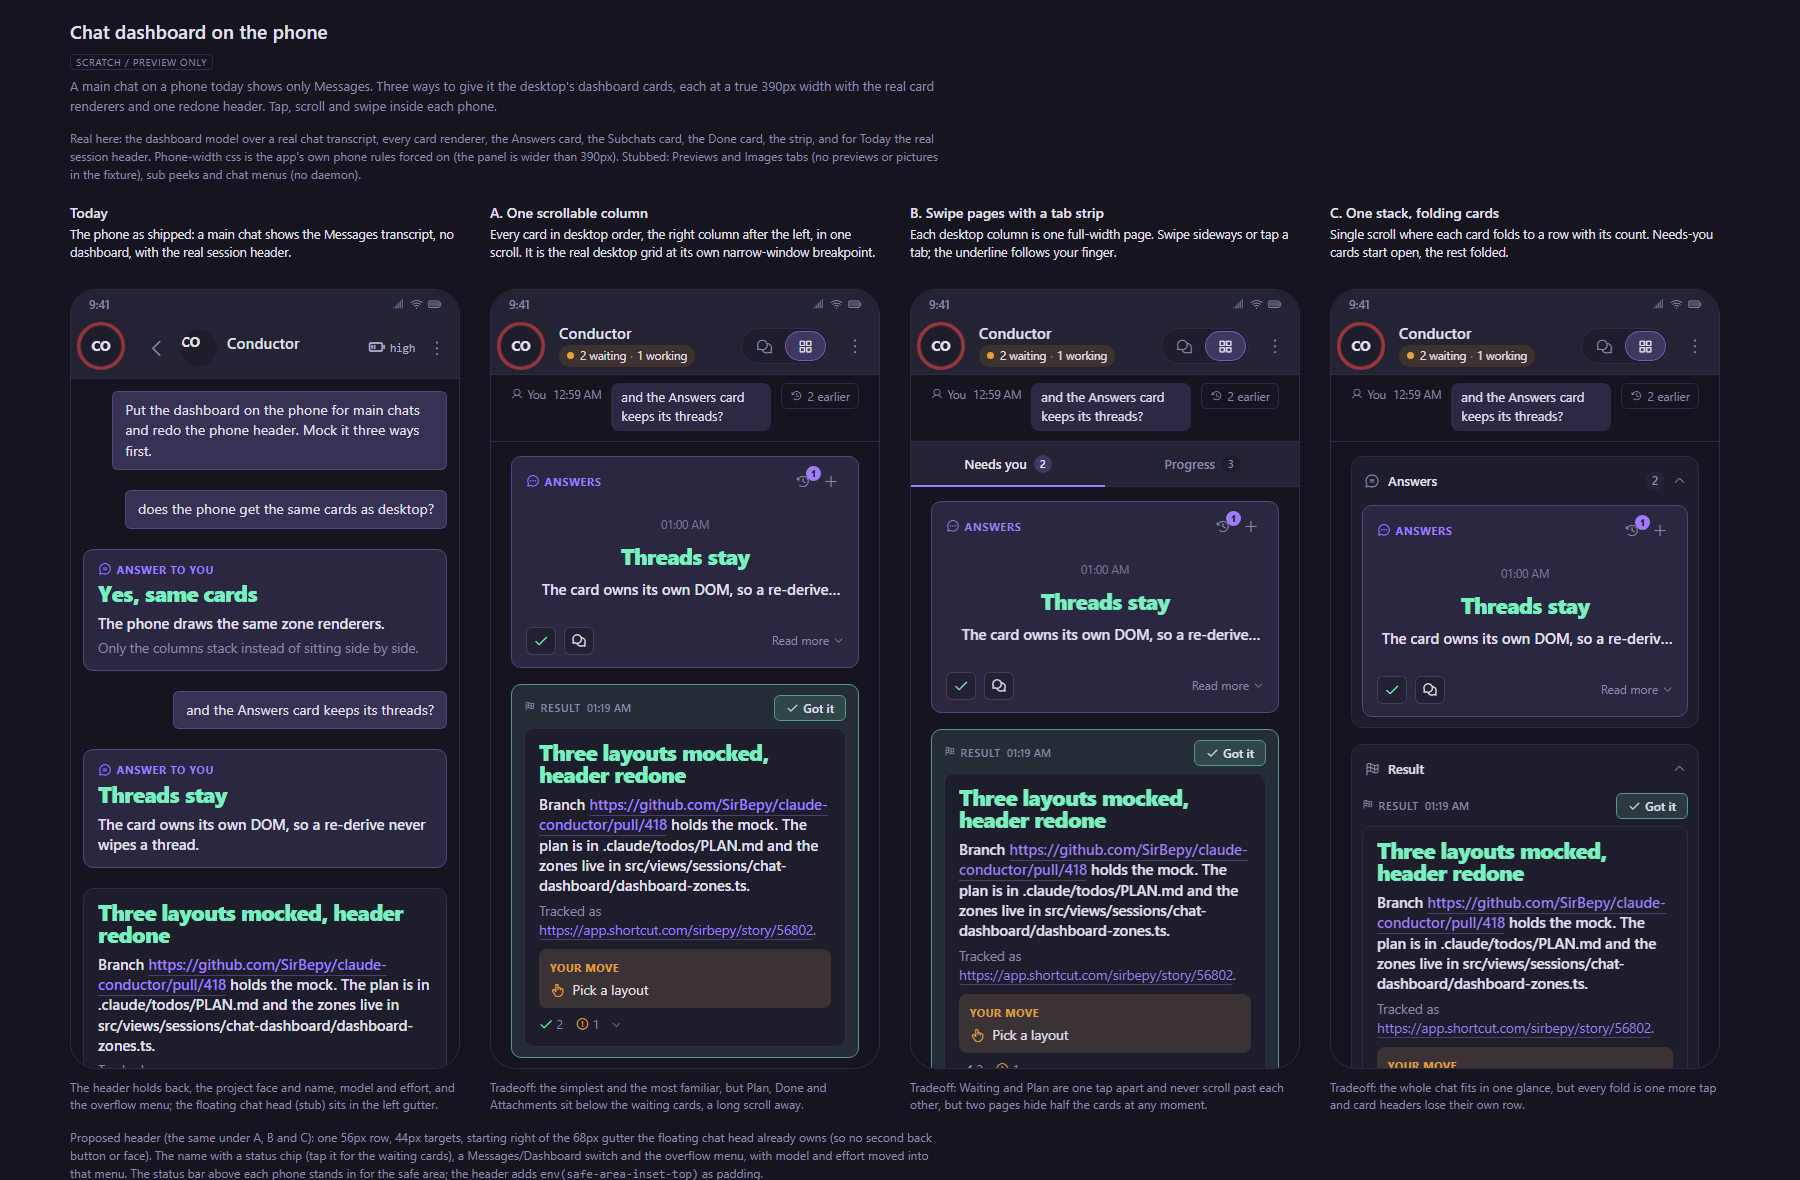 Chat dashboard on the phone
SCRATCH / PREVIEW ONLY
A main chat on a phone today shows only Messages. Three ways to give it the desktop's dashboard cards, each at a true 390px width with the real card
renderers and one redone header. Tap, scroll and swipe inside each phone.
Real here: the dashboard model over a real chat transcript, every card renderer, the Answers card, the Subchats card, the Done card, the strip, and for Today the real
session header. Phone-width css is the app's own phone rules forced on (the panel is wider than 390px). Stubbed: Previews and Images tabs (no previews or pictures
in the fixture), sub peeks and chat menus (no daemon).
Today
The phone as shipped: a main chat shows the Messages transcript, no
dashboard, with the real session header.
9:41
CO
CO
Conductor
high
Put the dashboard on the phone for main chats
and redo the phone header. Mock it three ways
first.
does the phone get the same cards as desktop?
ANSWER TO YOU
Yes, same cards
The phone draws the same zone renderers.
Only the columns stack instead of sitting side by side.
and the Answers card keeps its threads?
ANSWER TO YOU
Threads stay
The card owns its own DOM, so a re-derive never
wipes a thread.
Three layouts mocked, header
redone
Branch https://github.com/SirBepy/claude-
conductor/pull/418 holds the mock. The plan is in
.claude/todos/PLAN.md and the zones live in
src/views/sessions/chat-dashboard/dashboard-
zones.ts.
The header holds back, the project face and name, model and effort, and
the overflow menu; the floating chat head (stub) sits in the left gutter.
A. One scrollable column
Every card in desktop order, the right column after the left, in one
scroll. It is the real desktop grid at its own narrow-window breakpoint.
9:41
CO
Conductor
2 waiting · 1 working
You 12:59 AM
and the Answers card
keeps its threads?
2 earlier
ANSWERS
1
01:00 AM
Threads stay
The card owns its own DOM, so a re-derive...
Read more
RESULT 01:19 AM
Got it
Three layouts mocked,
header redone
Branch https://github.com/SirBepy/claude-
conductor/pull/418 holds the mock. The
plan is in .claude/todos/PLAN.md and the
zones live in src/views/sessions/chat-
dashboard/dashboard-zones.ts.
Tracked as
https://app.shortcut.com/sirbepy/story/56802.
YOUR MOVE
Pick a layout
2
1
Tradeoff: the simplest and the most familiar, but Plan, Done and
Attachments sit below the waiting cards, a long scroll away.
B. Swipe pages with a tab strip
Each desktop column is one full-width page. Swipe sideways or tap a
tab; the underline follows your finger.
9:41
CO
Conductor
2 waiting · 1 working
You 12:59 AM
and the Answers card
keeps its threads?
2 earlier
Needs you 2
Progress 3
ANSWERS
1
01:00 AM
Threads stay
The card owns its own DOM, so a re-derive...
Read more
RESULT 01:19 AM
Got it
Three layouts mocked,
header redone
Branch https://github.com/SirBepy/claude-
conductor/pull/418 holds the mock. The
plan is in .claude/todos/PLAN.md and the
zones live in src/views/sessions/chat-
dashboard/dashboard-zones.ts.
Tracked as
https://app.shortcut.com/sirbepy/story/56802.
YOUR MOVE
Pick a layout
Tradeoff: Waiting and Plan are one tap apart and never scroll past each
other, but two pages hide half the cards at any moment.
C. One stack, folding cards
Single scroll where each card folds to a row with its count. Needs-you
cards start open, the rest folded.
9:41
CO
Conductor
2 waiting · 1 working
You 12:59 AM
and the Answers card
keeps its threads?
2 earlier
Answers
2
ANSWERS
1
01:00 AM
Threads stay
The card owns its own DOM, so a re-deriv...
Read more
Result
RESULT 01:19 AM
Got it
Three layouts mocked,
header redone
Branch https://github.com/SirBepy/claude-
conductor/pull/418 holds the mock. The
plan is in .claude/todos/PLAN.md and the
zones live in src/views/sessions/chat-
dashboard/dashboard-zones.ts.
Tracked as
https://app.shortcut.com/sirbepy/story/56802.
YOUR MOVE
Tradeoff: the whole chat fits in one glance, but every fold is one more tap
and card headers lose their own row.
Proposed header (the same under A, B and C): one 56px row, 44px targets, starting right of the 68px gutter the floating chat head already owns (so no second back
button or face). The name with a status chip (tap it for the waiting cards), a Messages/Dashboard switch and the overflow menu, with model and effort moved into
that menu. The status bar above each phone stands in for the safe area; the header adds env(safe-area-inset-top) as padding.